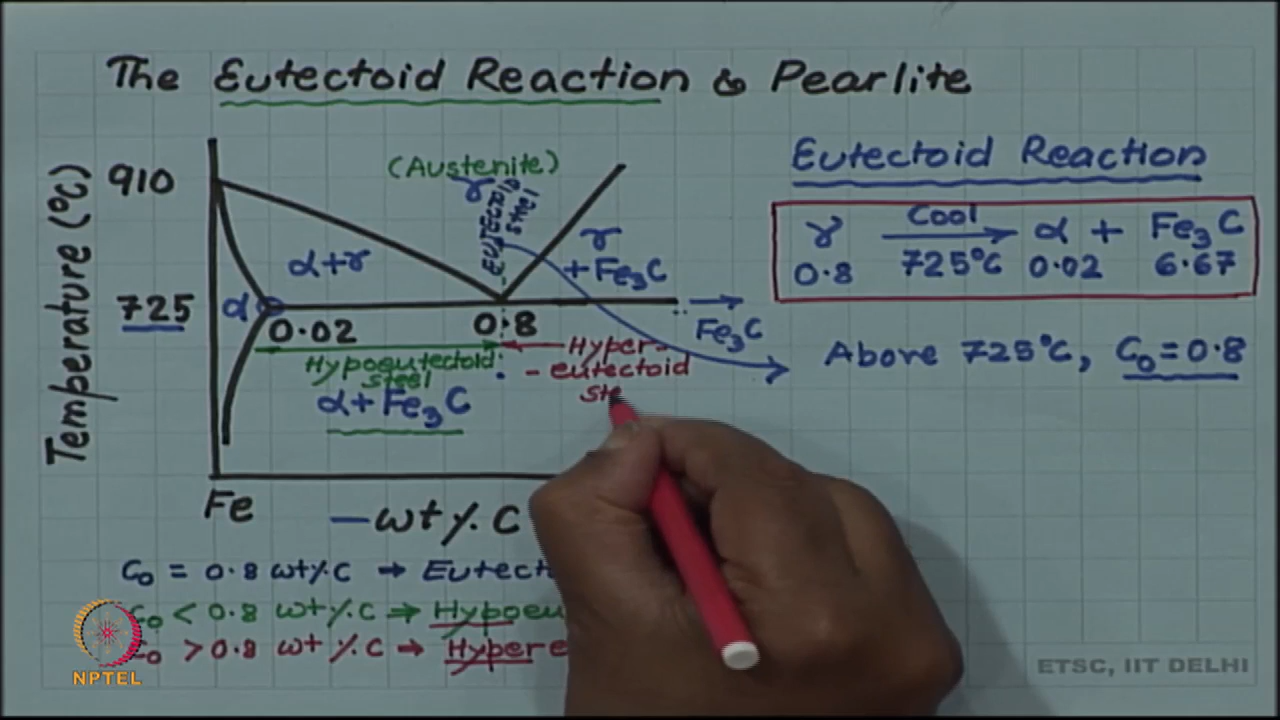 The Eutectoid Reaction & Pearlite
Temperature (°C)
910
725
(Austenite)
γ
EUTECTOID
steel
α+γ
γ
+ Fe₃C
α
0.02
0.8
Fe₃C
Hypoeutectoid
steel
Hyper-
- eutectoid
ste
α+Fe₃C
Fe
wt%C
C₀ = 0.8 wt%C → Eutect
C₀ < 0.8 wt%C ⇒ Hypoeu
C₀ > 0.8 wt%C → Hypere
Eutectoid Reaction
γ Cool → α + Fe₃C
0.8 725°C 0.02 6.67
Above 725°C, C₀=0.8
NPTEL
ETSC, IIT DELHI